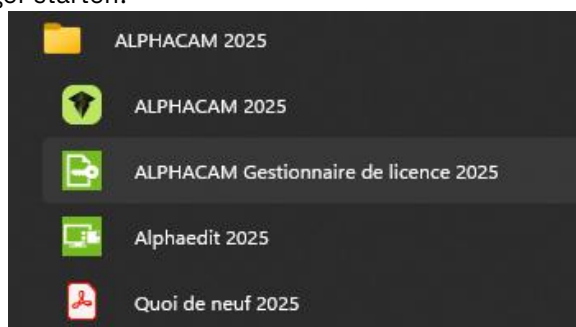 ALPHACAM 2025
ALPHACAM 2025
ALPHACAM Gestionnaire de licence 2025
Alphaedit 2025
Quoi de neuf 2025